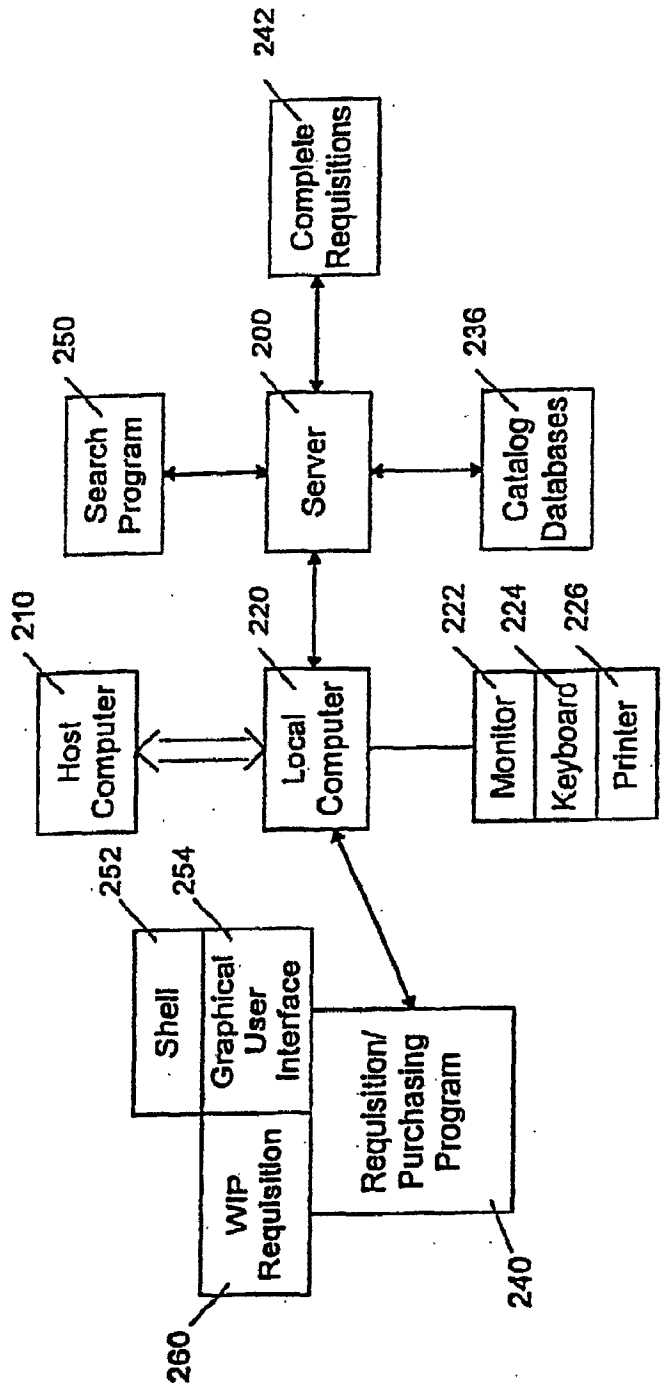 252
Shell
254
Graphical
User
Interface
WIP
Requisition
260
Requisition/
Purchasing
Program
240
210
Host
Computer
220
Local
Computer
Monitor
222
Keyboard
224
Printer
226
250
Search
Program
200
Server
236
Catalog
Databases
242
Complete
Requisitions